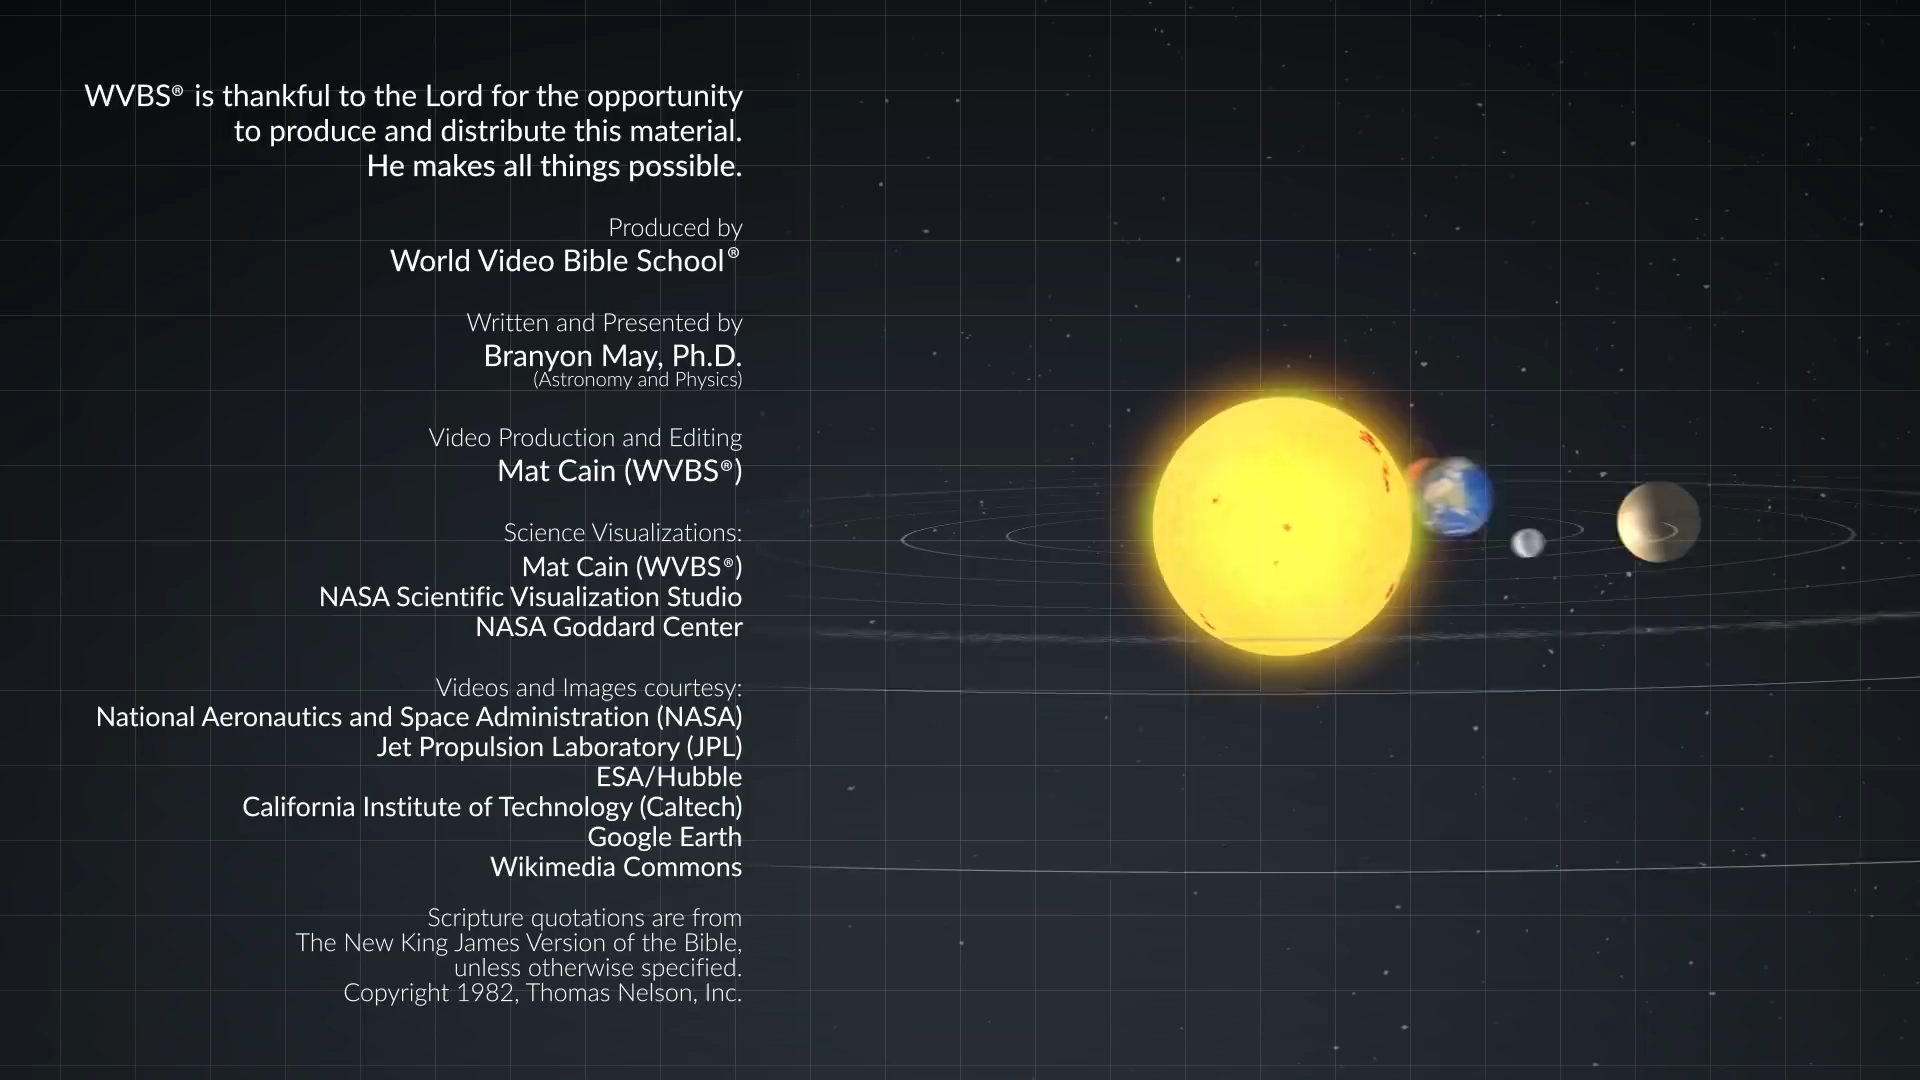 WVBS® is thankful to the Lord for the opportunity
to produce and distribute this material.
He makes all things possible.
Produced by
World Video Bible School®
Written and Presented by
Branyon May, Ph.D.
(Astronomy and Physics)
Video Production and Editing
Mat Cain (WVBS®)
Science Visualizations:
Mat Cain (WVBS®)
NASA Scientific Visualization Studio
NASA Goddard Center
Videos and Images courtesy:
National Aeronautics and Space Administration (NASA)
Jet Propulsion Laboratory (JPL)
ESA/Hubble
California Institute of Technology (Caltech)
Google Earth
Wikimedia Commons
Scripture quotations are from
The New King James Version of the Bible,
unless otherwise specified.
Copyright 1982, Thomas Nelson, Inc.